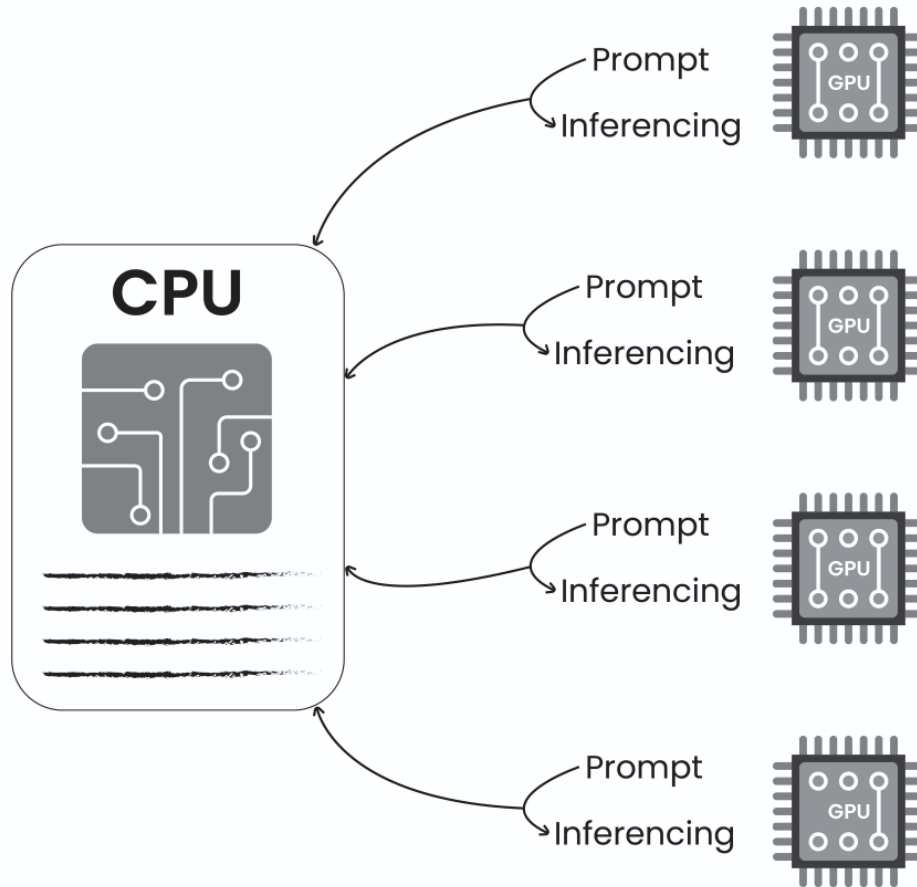 Prompt
GPU
Inferencing
CPU
Prompt
GPU
Inferencing
Prompt
GPU
Inferencing
Prompt
GPU
Inferencing